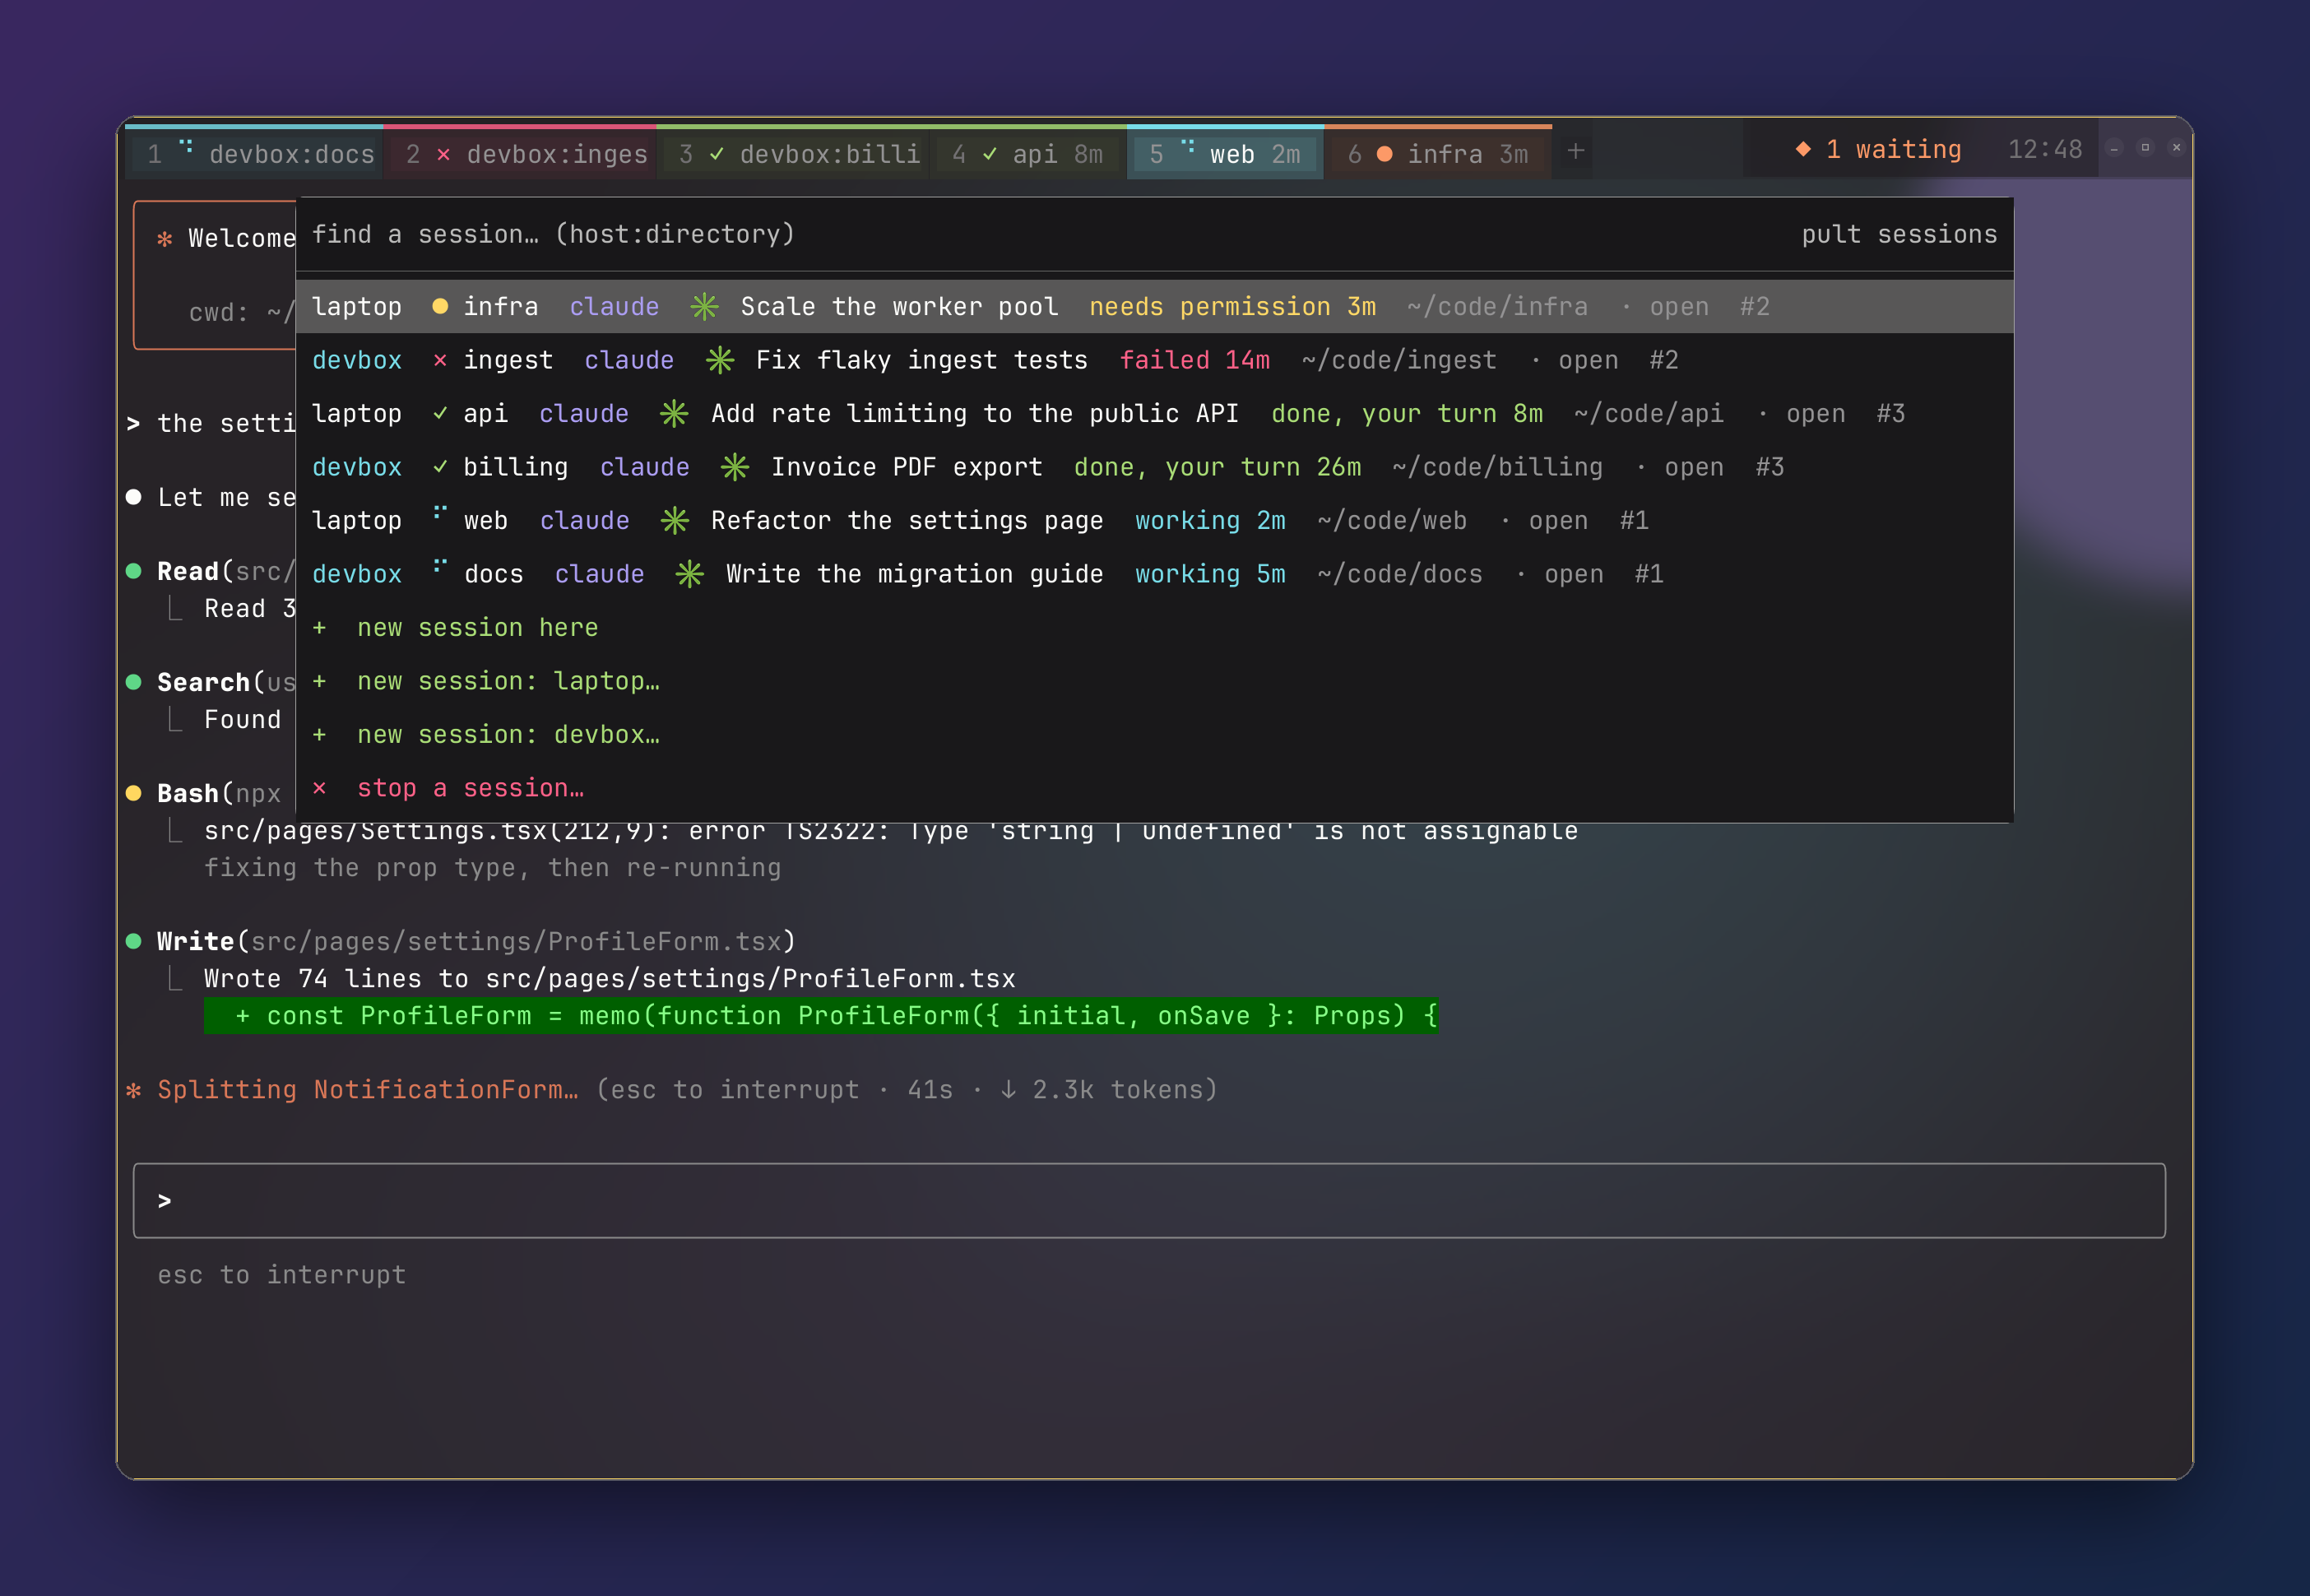 1 ⠙ devbox:docs 2 × devbox:inges 3 ✓ devbox:billi 4 ✓ api 8m 5 ⠙ web 2m 6 ● infra 3m + ◆ 1 waiting 12:48
✻ Welcome
find a session… (host:directory) pult sessions
cwd: ~/
laptop ● infra claude ✳ Scale the worker pool needs permission 3m ~/code/infra · open #2
devbox × ingest claude ✳ Fix flaky ingest tests failed 14m ~/code/ingest · open #2
laptop ✓ api claude ✳ Add rate limiting to the public API done, your turn 8m ~/code/api · open #3
devbox ✓ billing claude ✳ Invoice PDF export done, your turn 26m ~/code/billing · open #3
laptop ⠋ web claude ✳ Refactor the settings page working 2m ~/code/web · open #1
devbox ⠋ docs claude ✳ Write the migration guide working 5m ~/code/docs · open #1
+ new session here
+ new session: laptop…
+ new session: devbox…
× stop a session…
> the setti
● Let me se
● Read(src/
⎿ Read 3
● Search(us
⎿ Found
● Bash(npx
⎿ src/pages/Settings.tsx(212,9): error TS2322: Type 'string | undefined' is not assignable
fixing the prop type, then re-running
● Write(src/pages/settings/ProfileForm.tsx)
⎿ Wrote 74 lines to src/pages/settings/ProfileForm.tsx
+ const ProfileForm = memo(function ProfileForm({ initial, onSave }: Props) {
✻ Splitting NotificationForm… (esc to interrupt · 41s · ↓ 2.3k tokens)
>
esc to interrupt